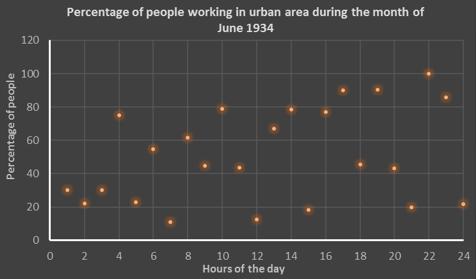 Percentage of people working in urban area during the month of
June 1934
120
100
80
60
40
20
0
Percentage of people
0 2 4 6 8 10 12 14 16 18 20 22 24
Hours of the day